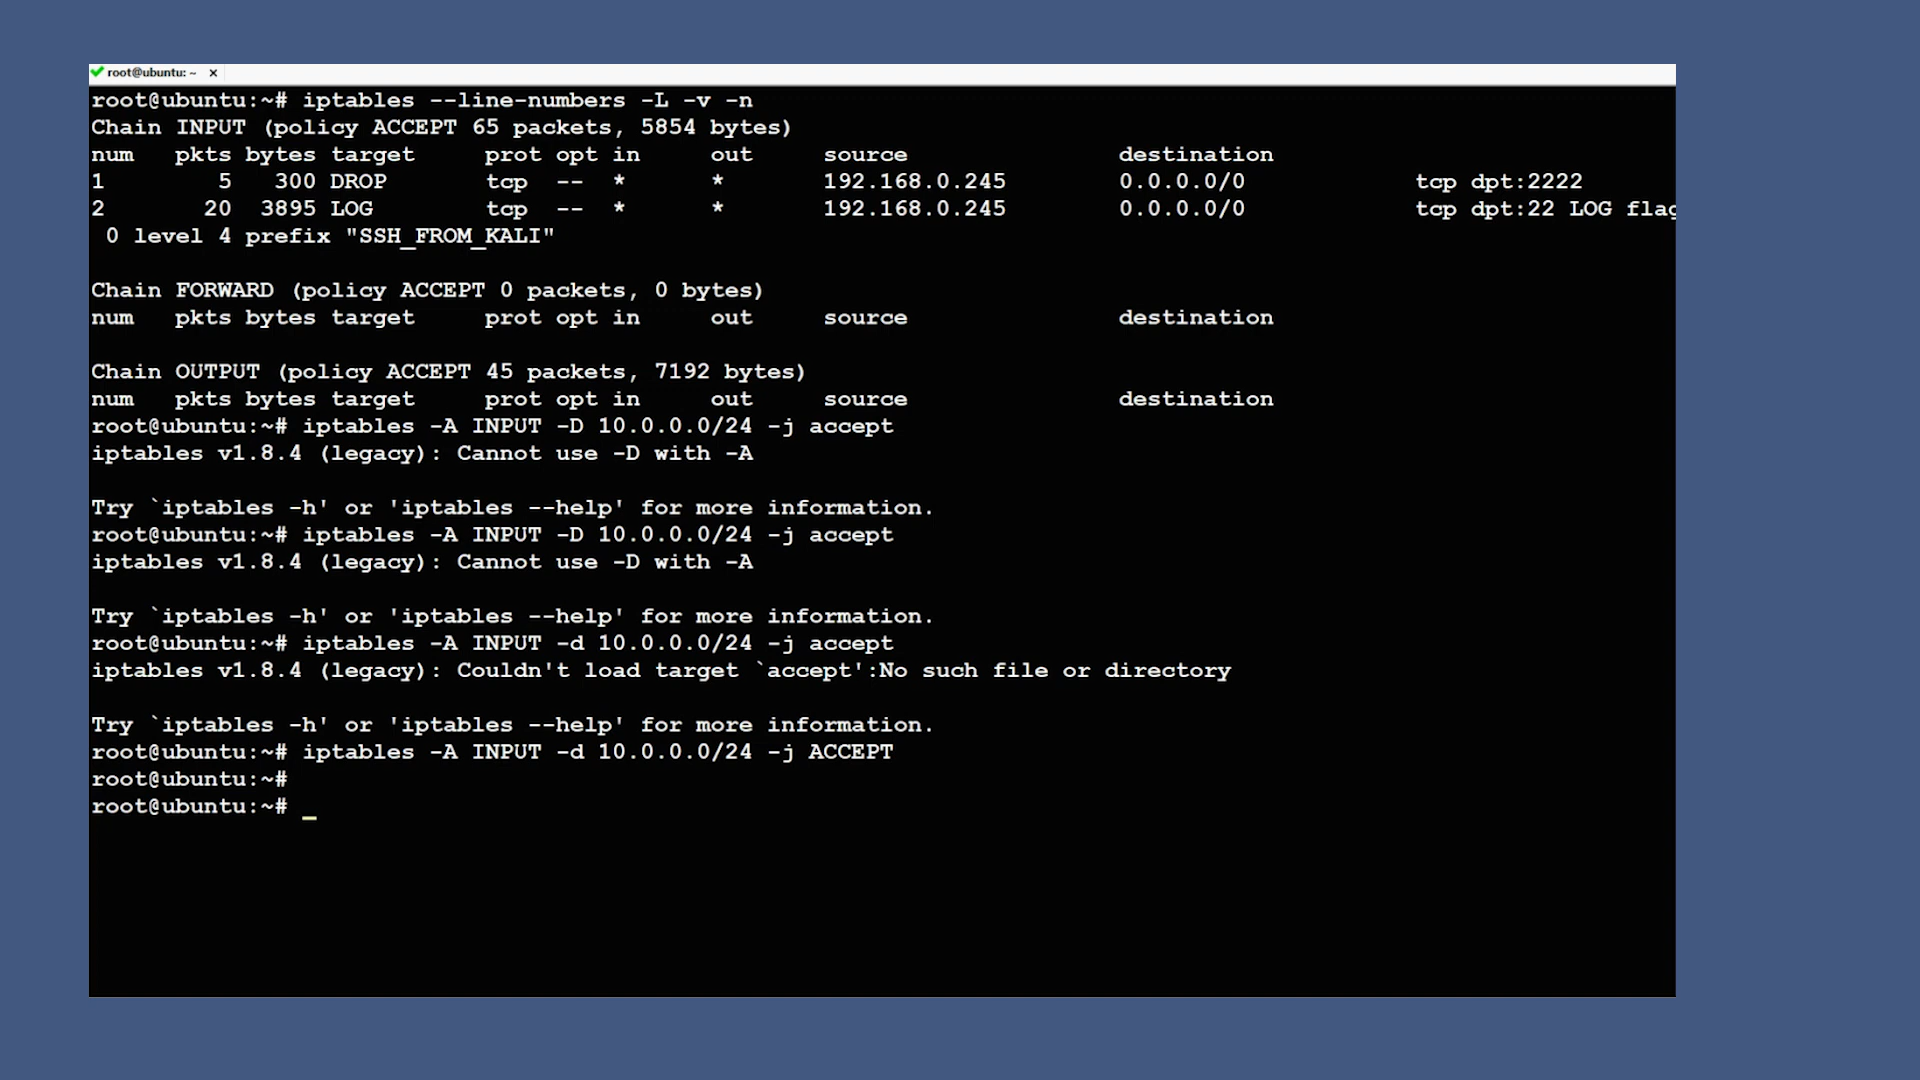 root@ubuntu: ~ ×
root@ubuntu:~# iptables --line-numbers -L -v -n
Chain INPUT (policy ACCEPT 65 packets, 5854 bytes)
num   pkts bytes target     prot opt in     out     source               destination
1        5   300 DROP       tcp  --  *      *       192.168.0.245        0.0.0.0/0            tcp dpt:2222
2       20  3895 LOG        tcp  --  *      *       192.168.0.245        0.0.0.0/0            tcp dpt:22 LOG flag
 0 level 4 prefix "SSH_FROM_KALI"
Chain FORWARD (policy ACCEPT 0 packets, 0 bytes)
num   pkts bytes target     prot opt in     out     source               destination
Chain OUTPUT (policy ACCEPT 45 packets, 7192 bytes)
num   pkts bytes target     prot opt in     out     source               destination
root@ubuntu:~# iptables -A INPUT -D 10.0.0.0/24 -j accept
iptables v1.8.4 (legacy): Cannot use -D with -A
Try `iptables -h' or 'iptables --help' for more information.
root@ubuntu:~# iptables -A INPUT -D 10.0.0.0/24 -j accept
iptables v1.8.4 (legacy): Cannot use -D with -A
Try `iptables -h' or 'iptables --help' for more information.
root@ubuntu:~# iptables -A INPUT -d 10.0.0.0/24 -j accept
iptables v1.8.4 (legacy): Couldn't load target `accept':No such file or directory
Try `iptables -h' or 'iptables --help' for more information.
root@ubuntu:~# iptables -A INPUT -d 10.0.0.0/24 -j ACCEPT
root@ubuntu:~#
root@ubuntu:~# _